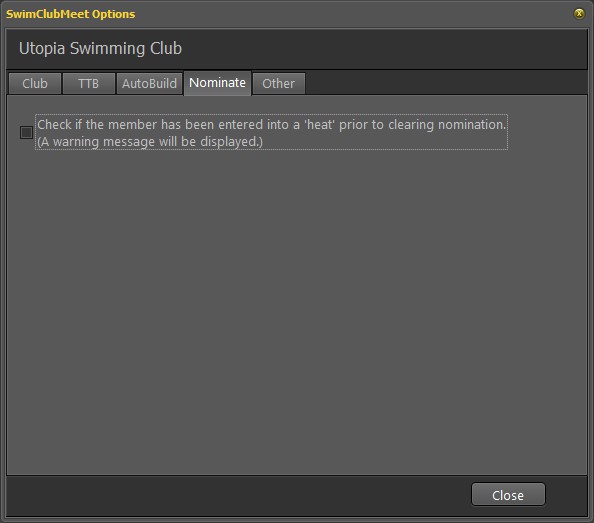 SwimClubMeet Options
Utopia Swimming Club
Club TTB AutoBuild Nominate Other
Check if the member has been entered into a 'heat' prior to clearing nomination.
(A warning message will be displayed.)
Close